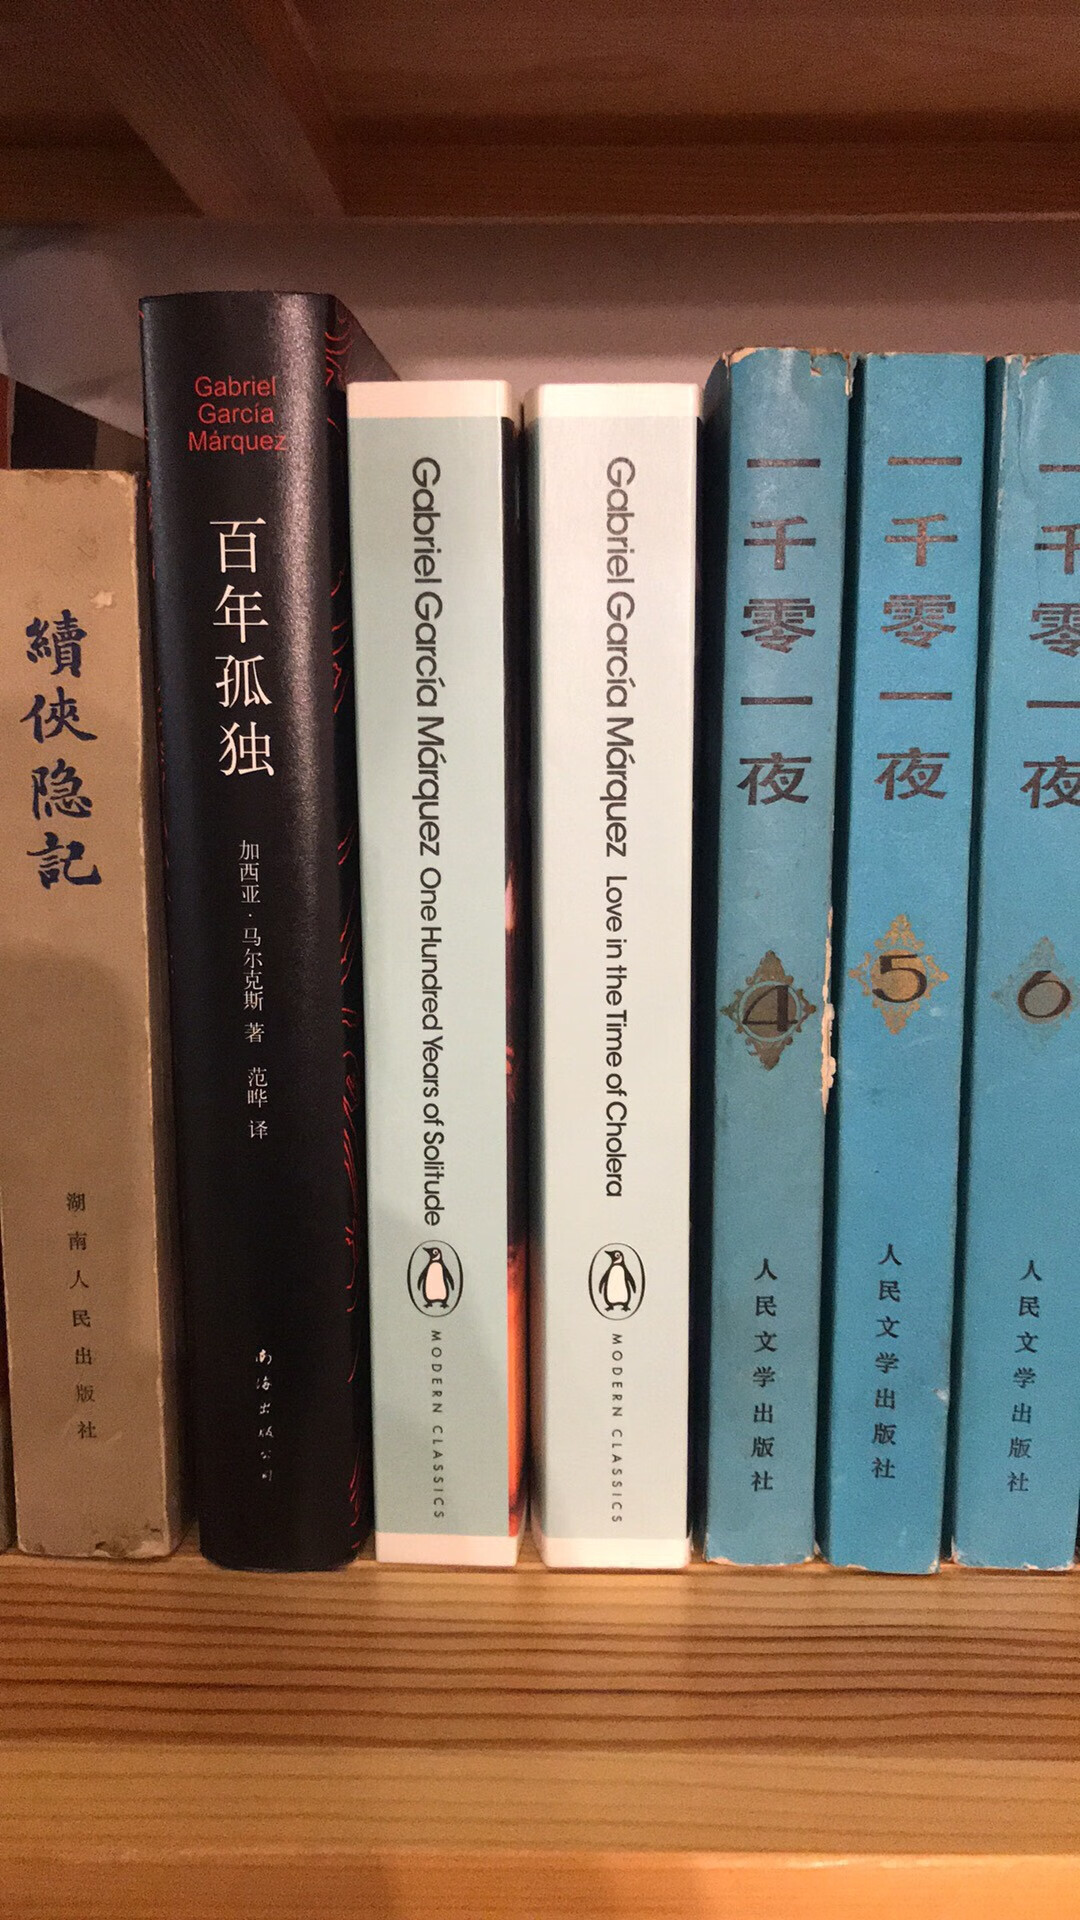 續俠隐記
湖南人民出版社
Gabriel
García
Márquez
百年孤独
加西亚·马尔克斯 著 范晔 译
南海出版公司
Gabriel García Márquez One Hundred Years of Solitude
MODERN CLASSICS
Gabriel García Márquez Love in the Time of Cholera
MODERN CLASSICS
一千零一夜
4
人民文学出版社
一千零一夜
5
人民文学出版社
一千零一夜
6
人民文学出版社